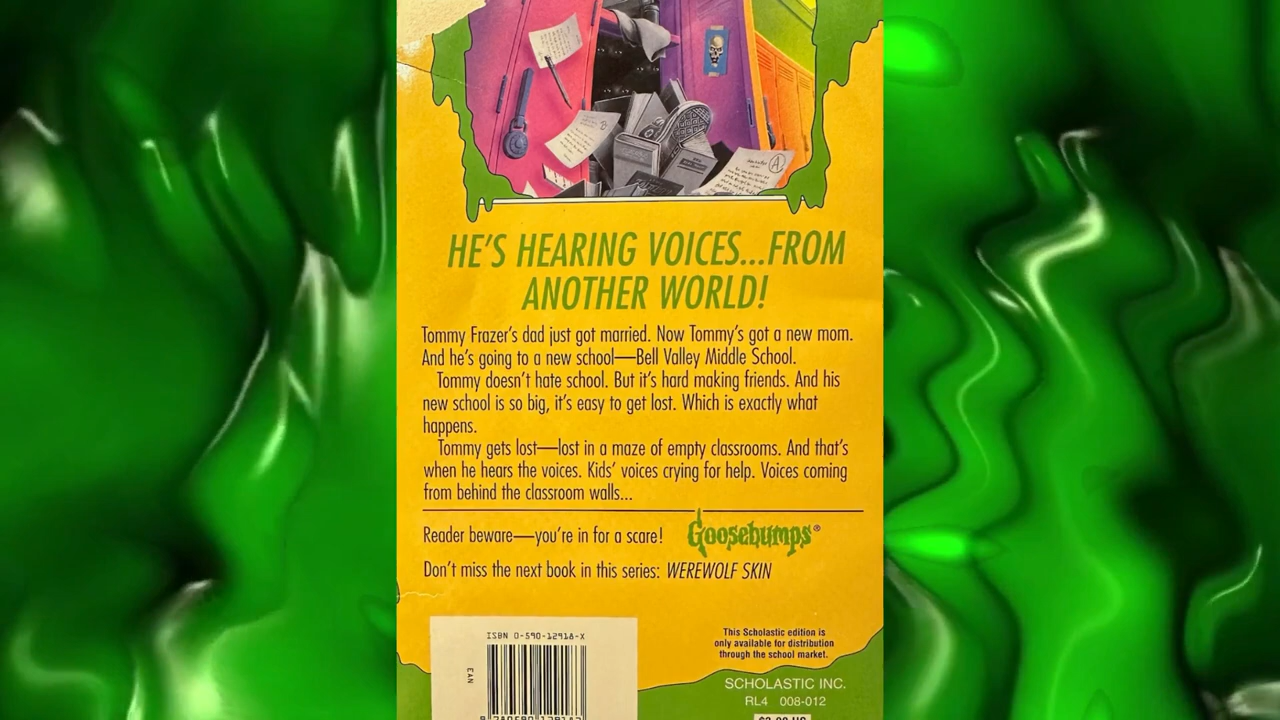 HE'S HEARING VOICES...FROM
ANOTHER WORLD!
Tommy Frazer's dad just got married. Now Tommy's got a new mom.
And he's going to a new school—Bell Valley Middle School.
Tommy doesn't hate school. But it's hard making friends. And his
new school is so big, it's easy to get lost. Which is exactly what
happens.
Tommy gets lost—lost in a maze of empty classrooms. And that's
when he hears the voices. Kids' voices crying for help. Voices coming
from behind the classroom walls...
Reader beware—you're in for a scare! Goosebumps®
Don't miss the next book in this series: WEREWOLF SKIN
ISBN 0-590-12918-X
EAN
This Scholastic edition is
only available for distribution
through the school market.
SCHOLASTIC INC.
RL4 008-012